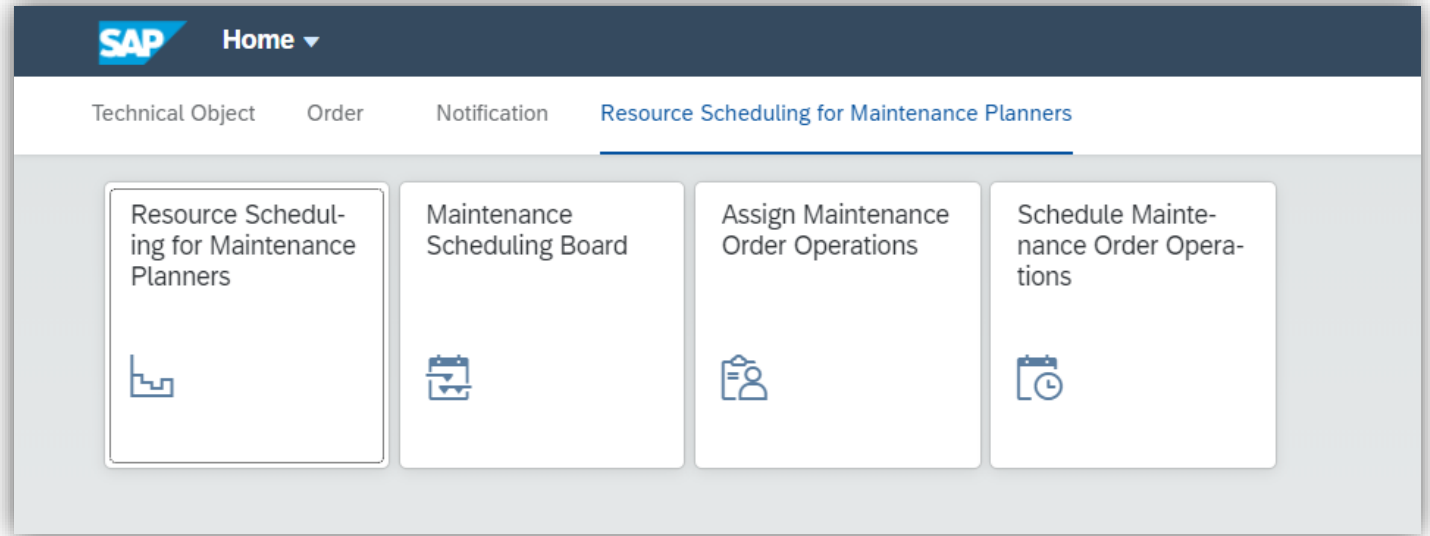 SAP Home
Technical Object Order Notification Resource Scheduling for Maintenance Planners
Resource Schedul-
ing for Maintenance
Planners
Maintenance
Scheduling Board
Assign Maintenance
Order Operations
Schedule Mainte-
nance Order Opera-
tions